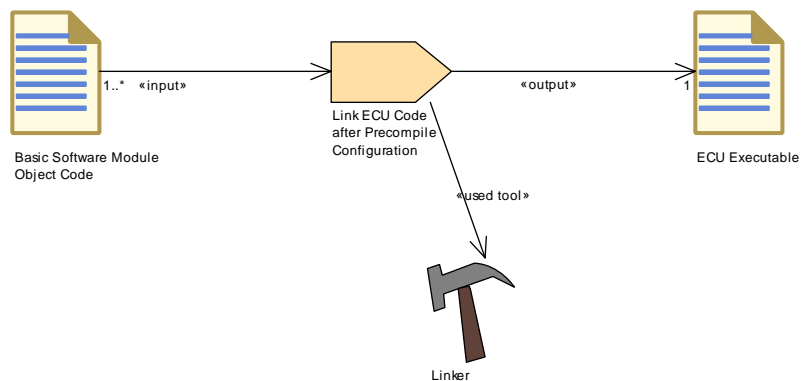 1..*
«input»
«output»
1
Link ECU Code
after Precompile
Configuration
Basic Software Module
Object Code
ECU Executable
«used tool»
Linker